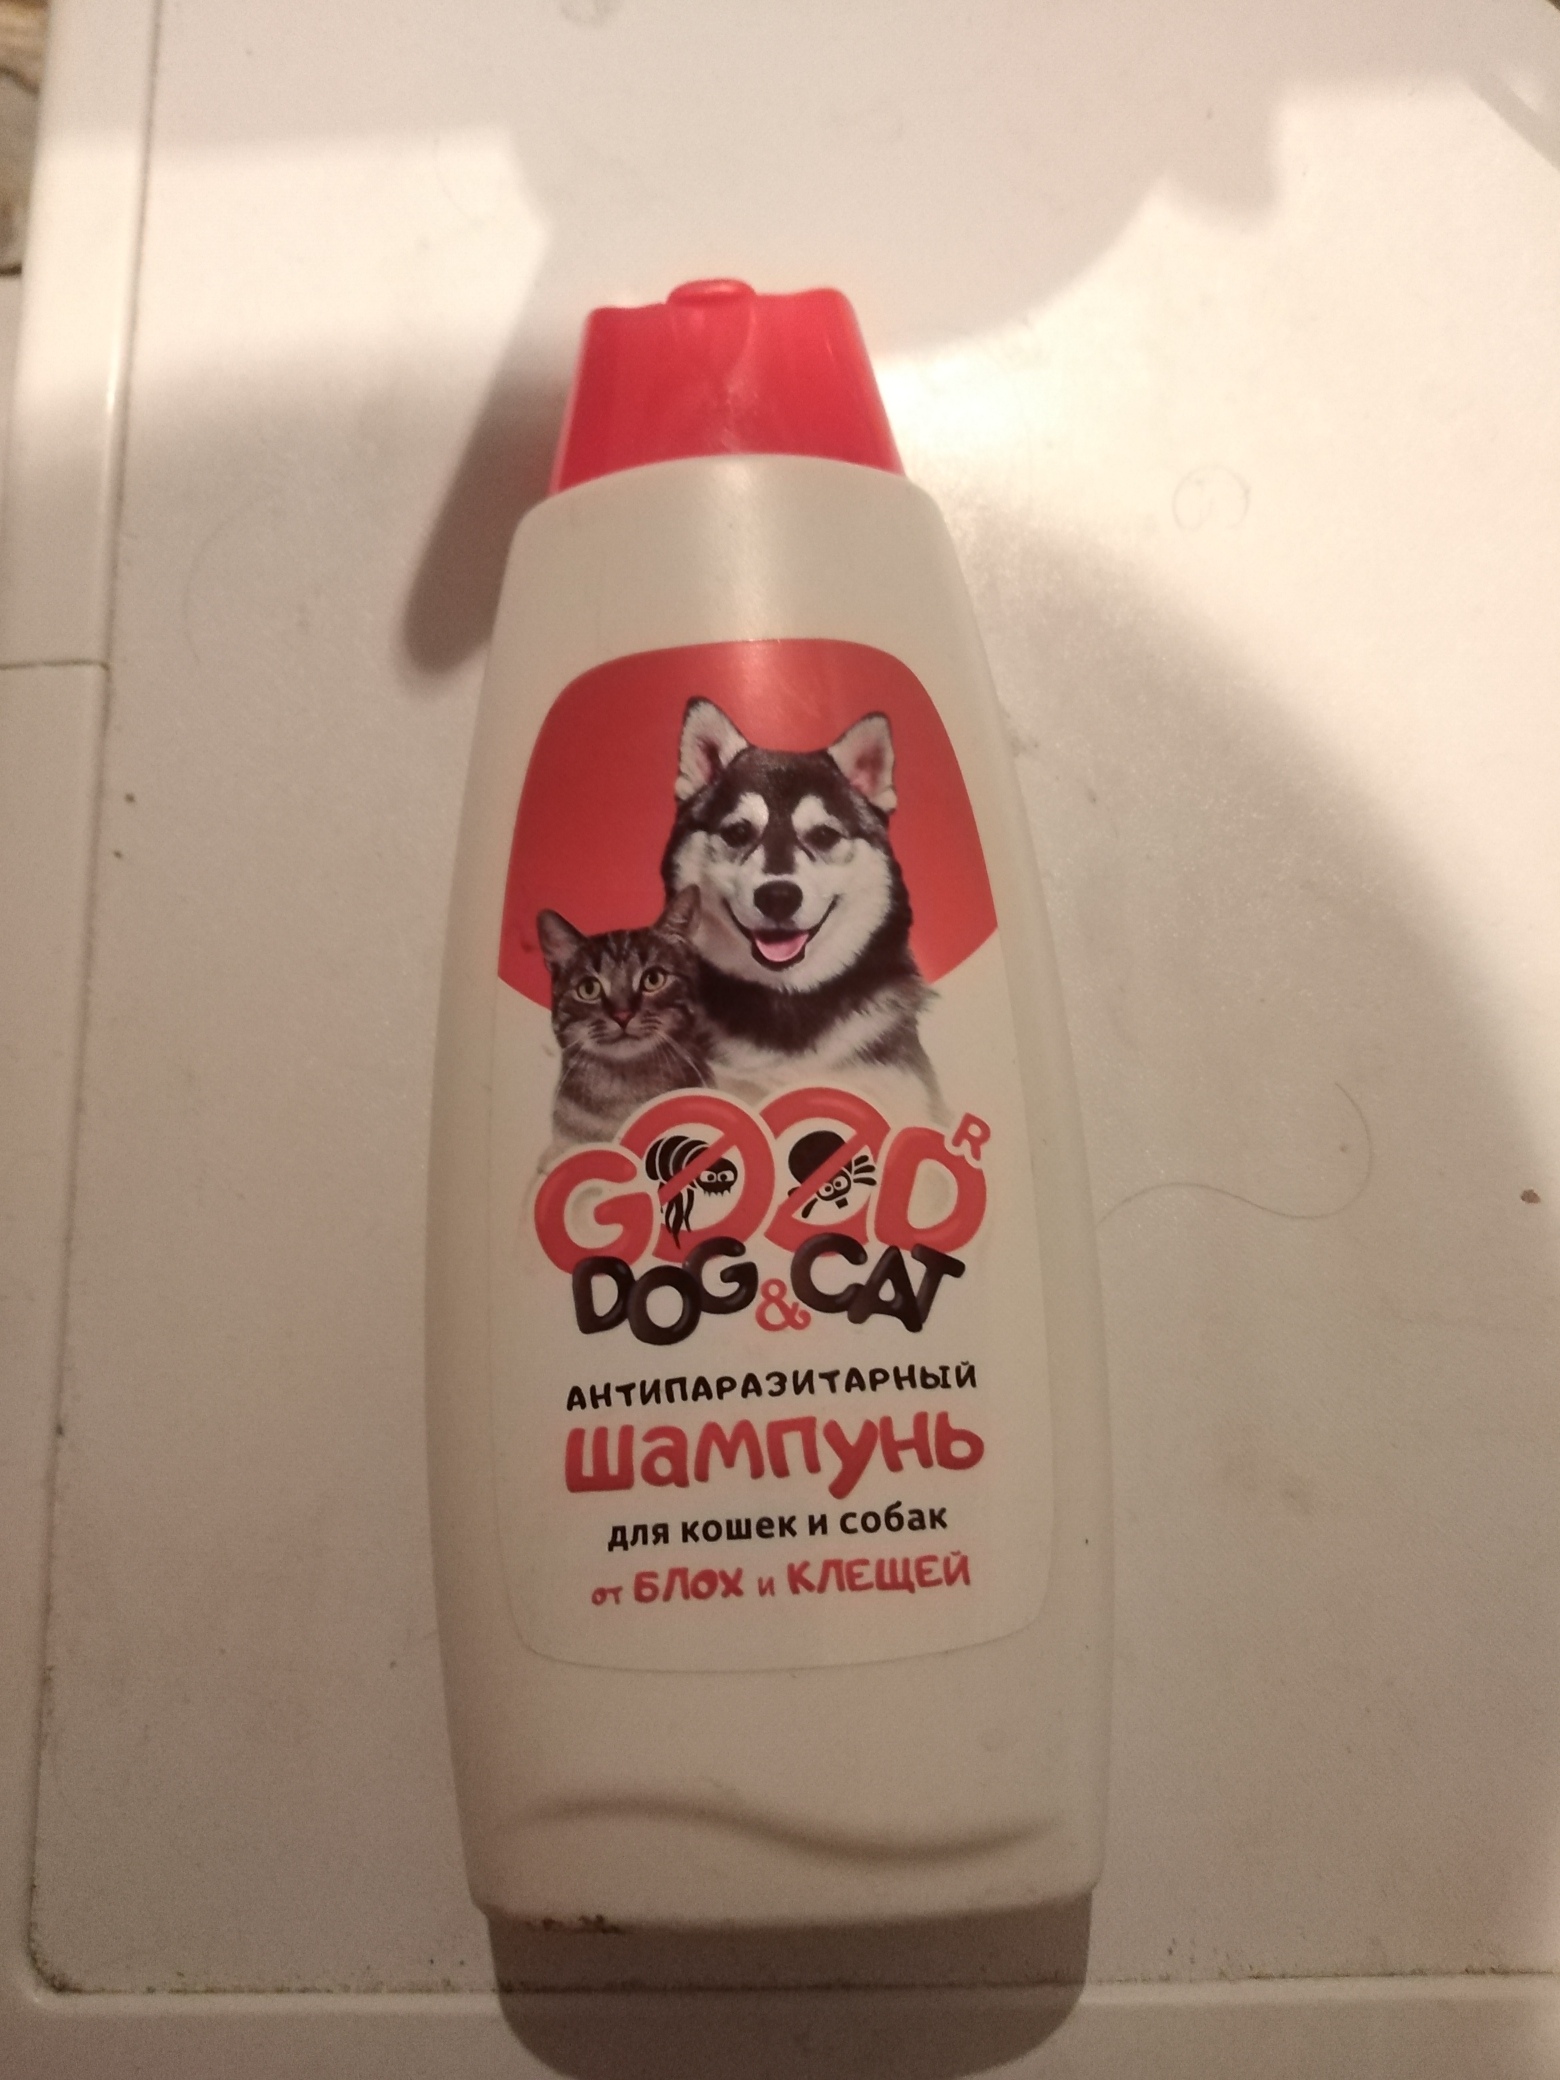 GOOD R
DOG & CAT
АНТИПАРАЗИТАРНЫЙ
Шампунь
для кошек и собак
от БЛОХ и КЛЕЩЕЙ